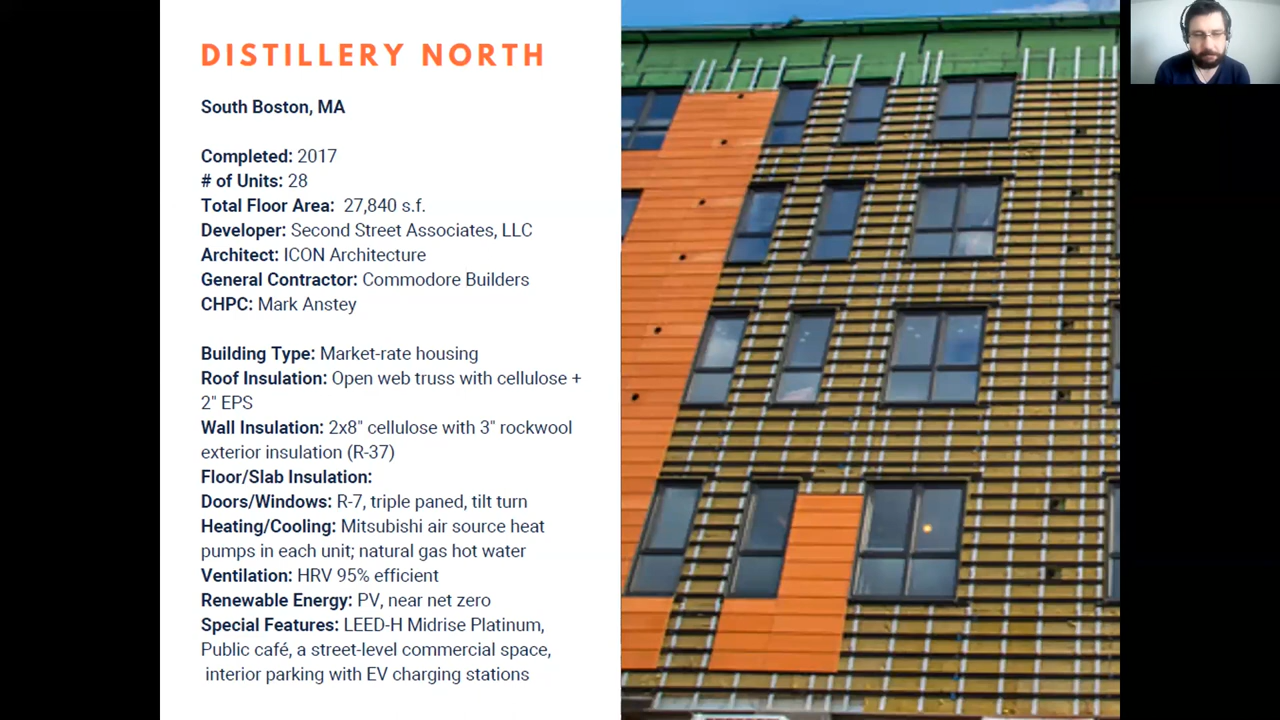 DISTILLERY NORTH
South Boston, MA
Completed: 2017
# of Units: 28
Total Floor Area: 27,840 s.f.
Developer: Second Street Associates, LLC
Architect: ICON Architecture
General Contractor: Commodore Builders
CHPC: Mark Anstey
Building Type: Market-rate housing
Roof Insulation: Open web truss with cellulose +
2" EPS
Wall Insulation: 2x8" cellulose with 3" rockwool
exterior insulation (R-37)
Floor/Slab Insulation:
Doors/Windows: R-7, triple paned, tilt turn
Heating/Cooling: Mitsubishi air source heat
pumps in each unit; natural gas hot water
Ventilation: HRV 95% efficient
Renewable Energy: PV, near net zero
Special Features: LEED-H Midrise Platinum,
Public café, a street-level commercial space,
interior parking with EV charging stations